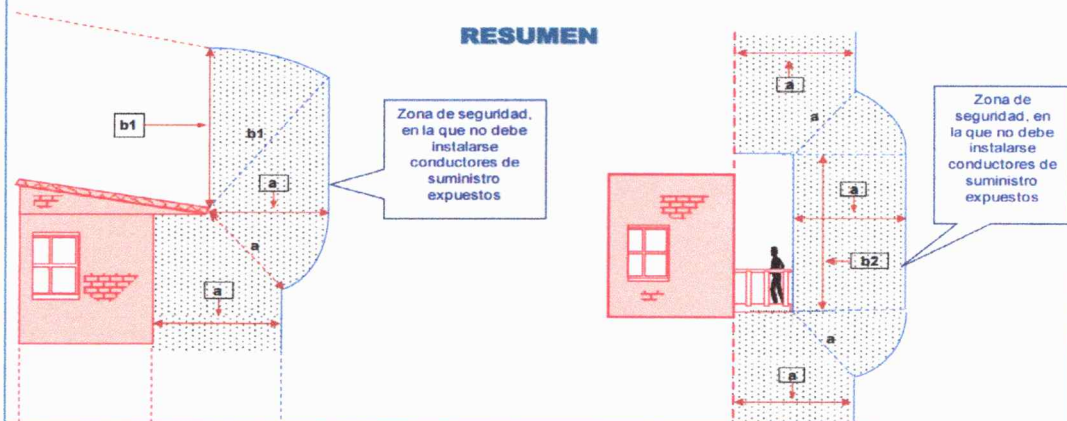 RESUMEN
b1
b1
a
a
a
Zona de seguridad,
en la que no debe
instalarse
conductores de
suministro
expuestos
a
a
a
b2
a
a
Zona de
seguridad, en
la que no debe
instalarse
conductores de
suministro
expuestos